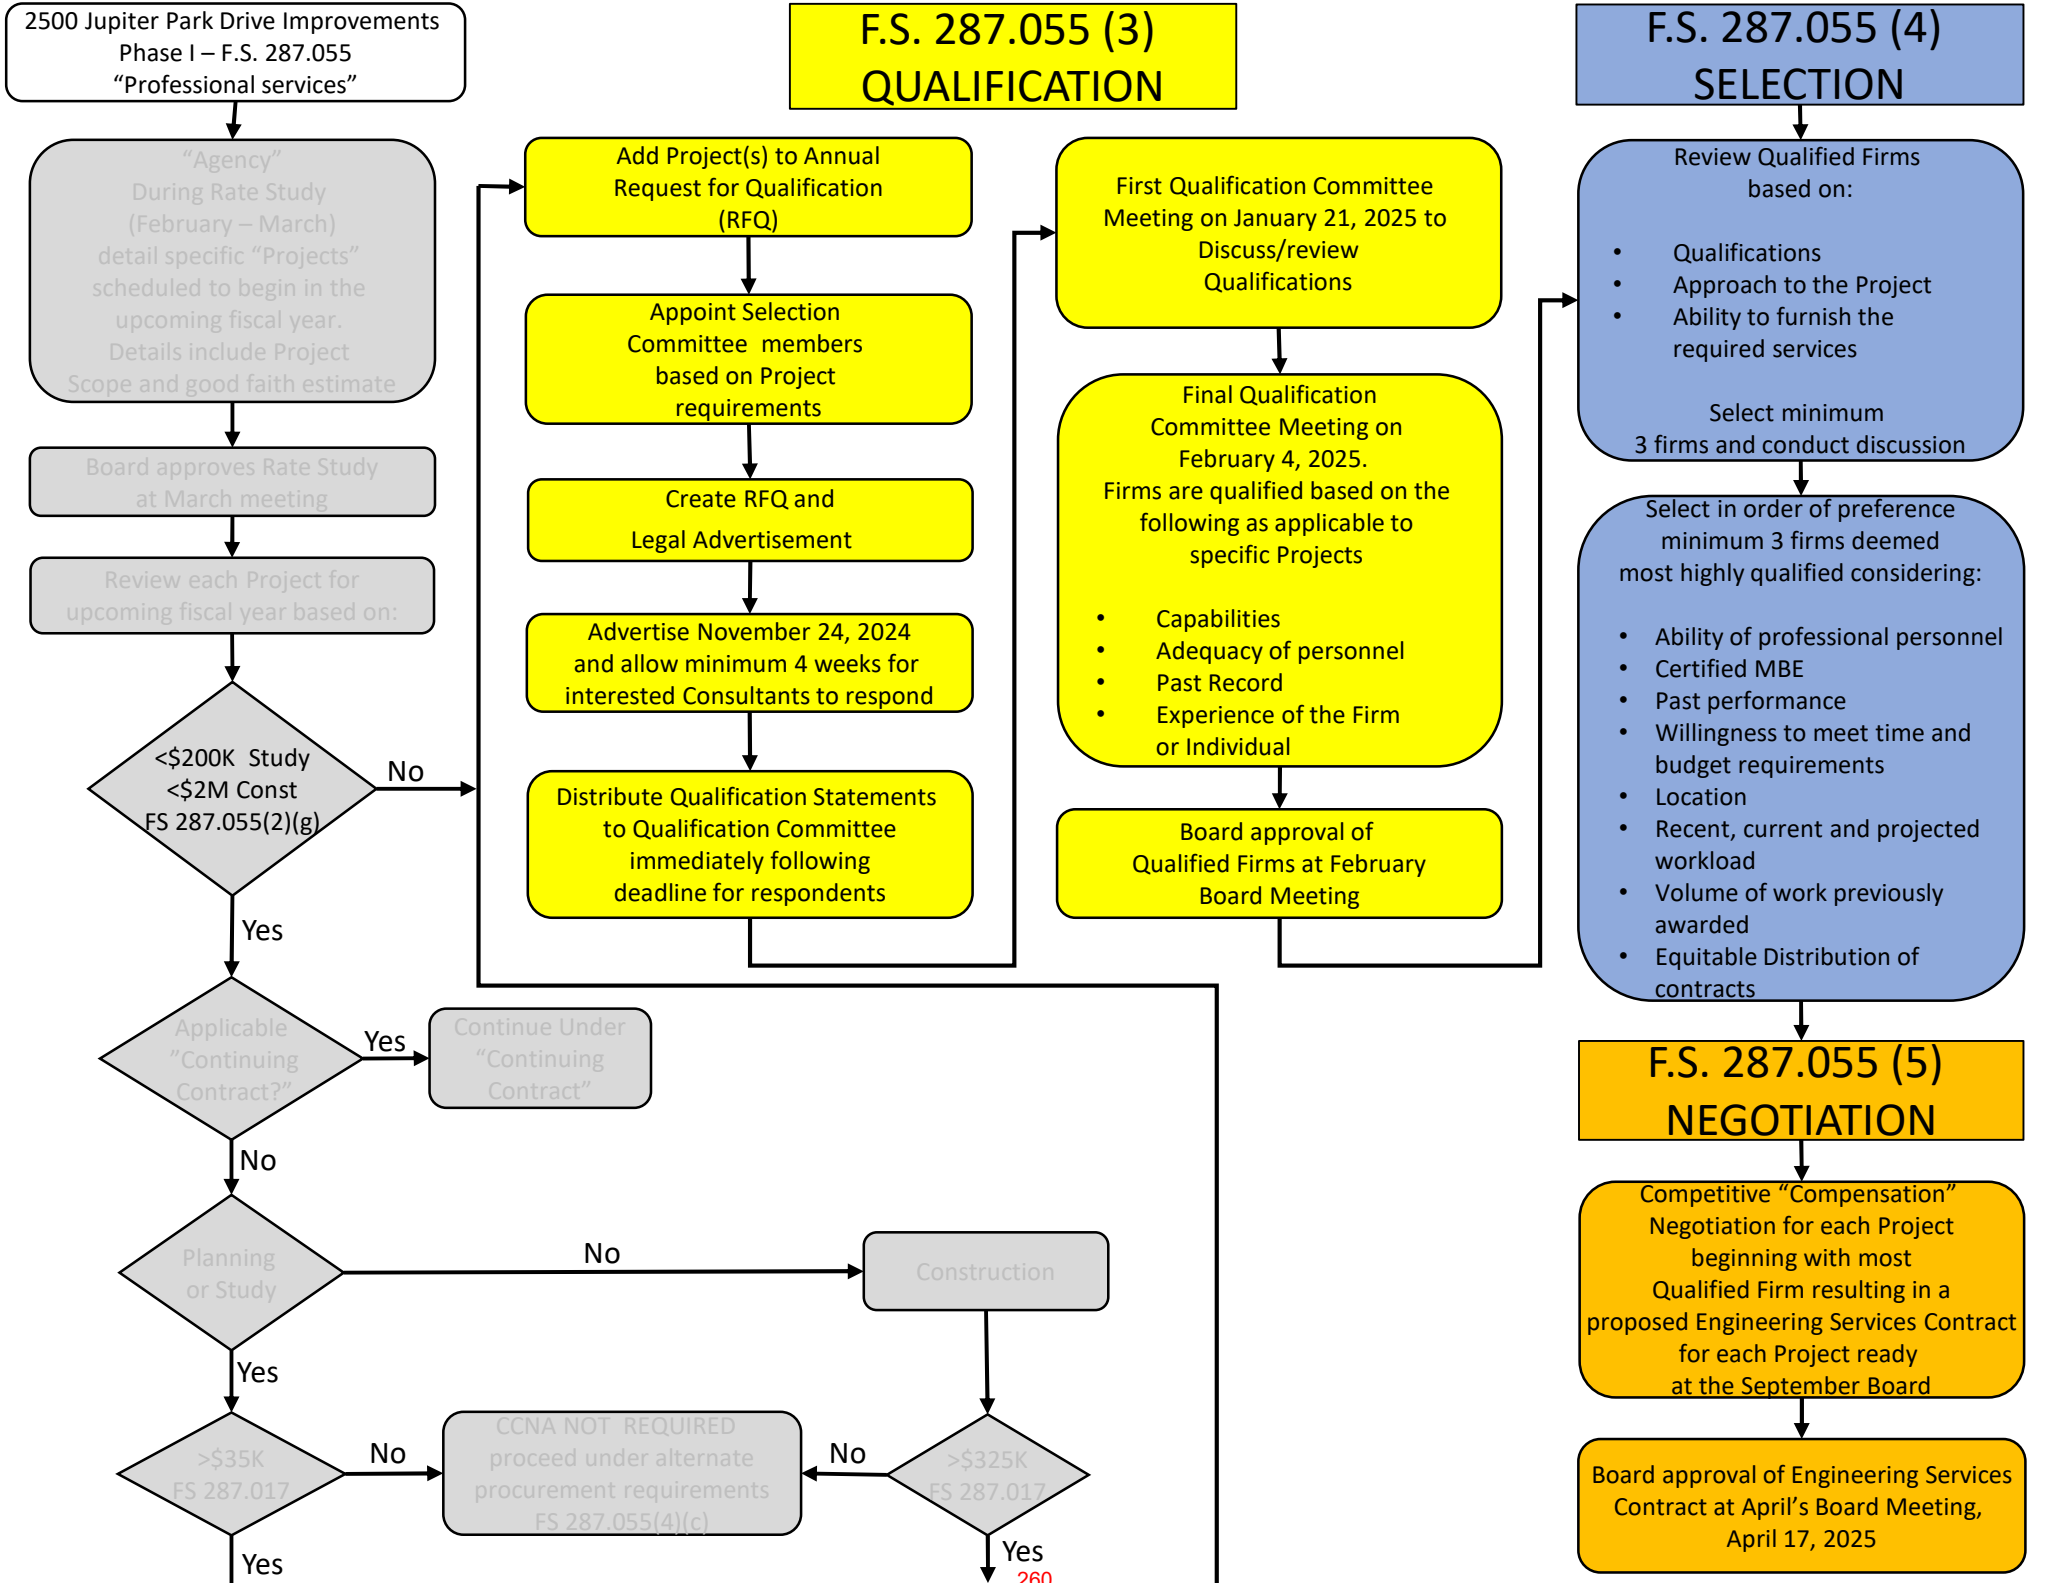 2500 Jupiter Park Drive Improvements
Phase I – F.S. 287.055
“Professional services”
“Agency”
During Rate Study
(February – March)
detail specific “Projects”
scheduled to begin in the
upcoming fiscal year.
Details include Project
Scope and good faith estimate
Board approves Rate Study
at March meeting
Review each Project for
upcoming fiscal year based on:
<$200K  Study
<$2M Const
FS 287.055(2)(g)
No
Yes
Applicable
”Continuing
Contract?”
Yes
Continue Under
“Continuing
Contract”
No
Planning
or Study
No
Construction
Yes
>$35K
FS 287.017
No
CCNA NOT  REQUIRED
proceed under alternate
procurement requirements
FS 287.055(4)(c)
No
>$325K
FS 287.017
Yes
Yes
260
F.S. 287.055 (3)
QUALIFICATION
Add Project(s) to Annual
Request for Qualification
(RFQ)
Appoint Selection
Committee  members
based on Project
requirements
Create RFQ and
Legal Advertisement
Advertise November 24, 2024
and allow minimum 4 weeks for
interested Consultants to respond
Distribute Qualification Statements
to Qualification Committee
immediately following
deadline for respondents
First Qualification Committee
Meeting on January 21, 2025 to
Discuss/review
Qualifications
Final Qualification
Committee Meeting on
February 4, 2025.
Firms are qualified based on the
following as applicable to
specific Projects
• Capabilities
• Adequacy of personnel
• Past Record
• Experience of the Firm
or Individual
Board approval of
Qualified Firms at February
Board Meeting
F.S. 287.055 (4)
SELECTION
Review Qualified Firms
based on:
• Qualifications
• Approach to the Project
• Ability to furnish the
required services
Select minimum
3 firms and conduct discussion
Select in order of preference
minimum 3 firms deemed
most highly qualified considering:
• Ability of professional personnel
• Certified MBE
• Past performance
• Willingness to meet time and
budget requirements
• Location
• Recent, current and projected
workload
• Volume of work previously
awarded
• Equitable Distribution of
contracts
F.S. 287.055 (5)
NEGOTIATION
Competitive “Compensation”
Negotiation for each Project
beginning with most
Qualified Firm resulting in a
proposed Engineering Services Contract
for each Project ready
at the September Board
Board approval of Engineering Services
Contract at April’s Board Meeting,
April 17, 2025